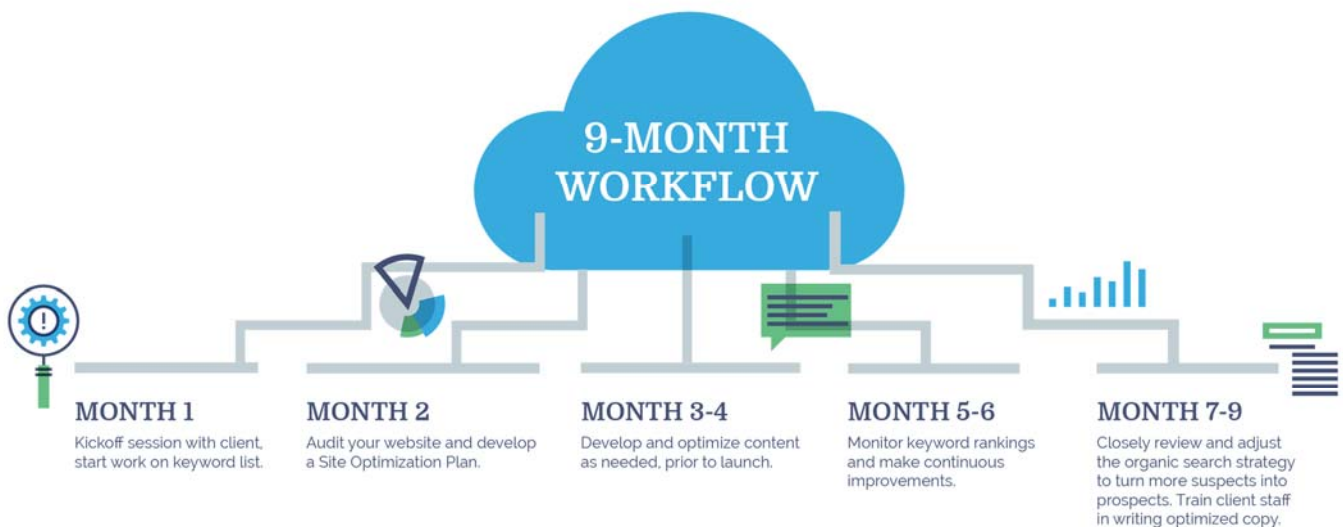 9-MONTH
WORKFLOW
MONTH 1
Kickoff session with client,
start work on keyword list.
MONTH 2
Audit your website and develop
a Site Optimization Plan.
MONTH 3-4
Develop and optimize content
as needed, prior to launch.
MONTH 5-6
Monitor keyword rankings
and make continuous
improvements.
MONTH 7-9
Closely review and adjust
the organic search strategy
to turn more suspects into
prospects. Train client staff
in writing optimized copy.